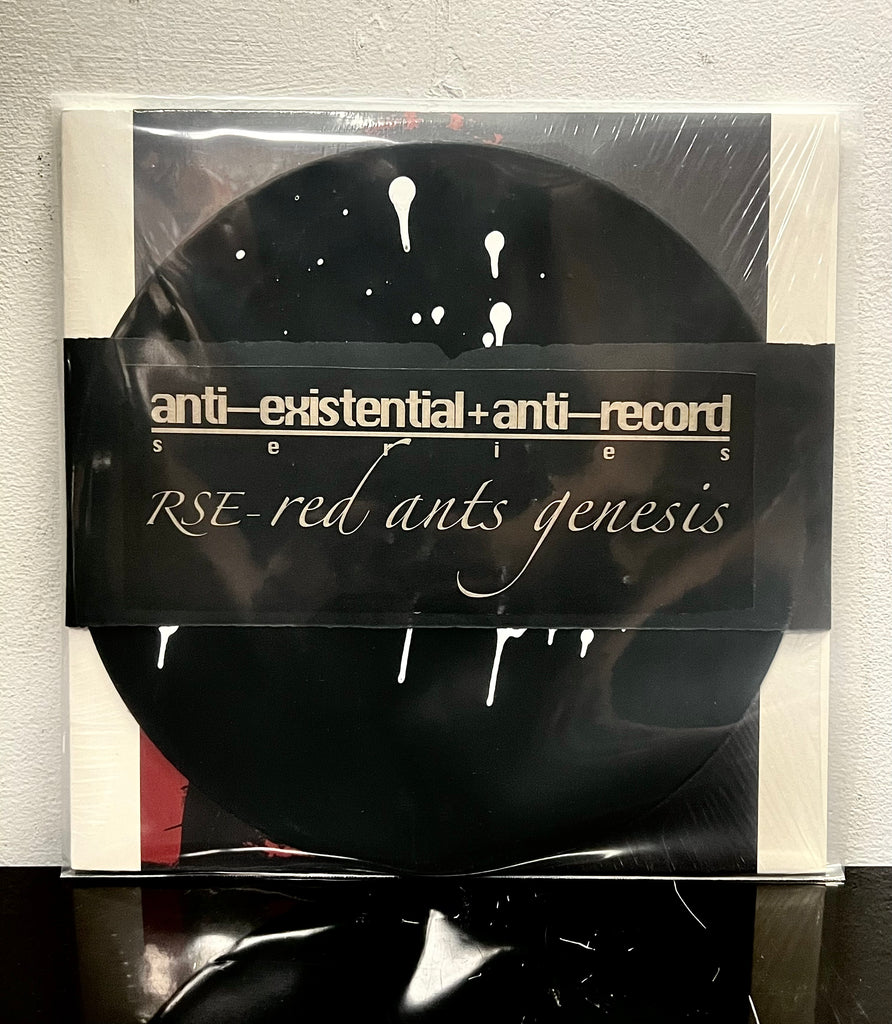 anti-existential+anti-record
series
RSE-red ants genesis